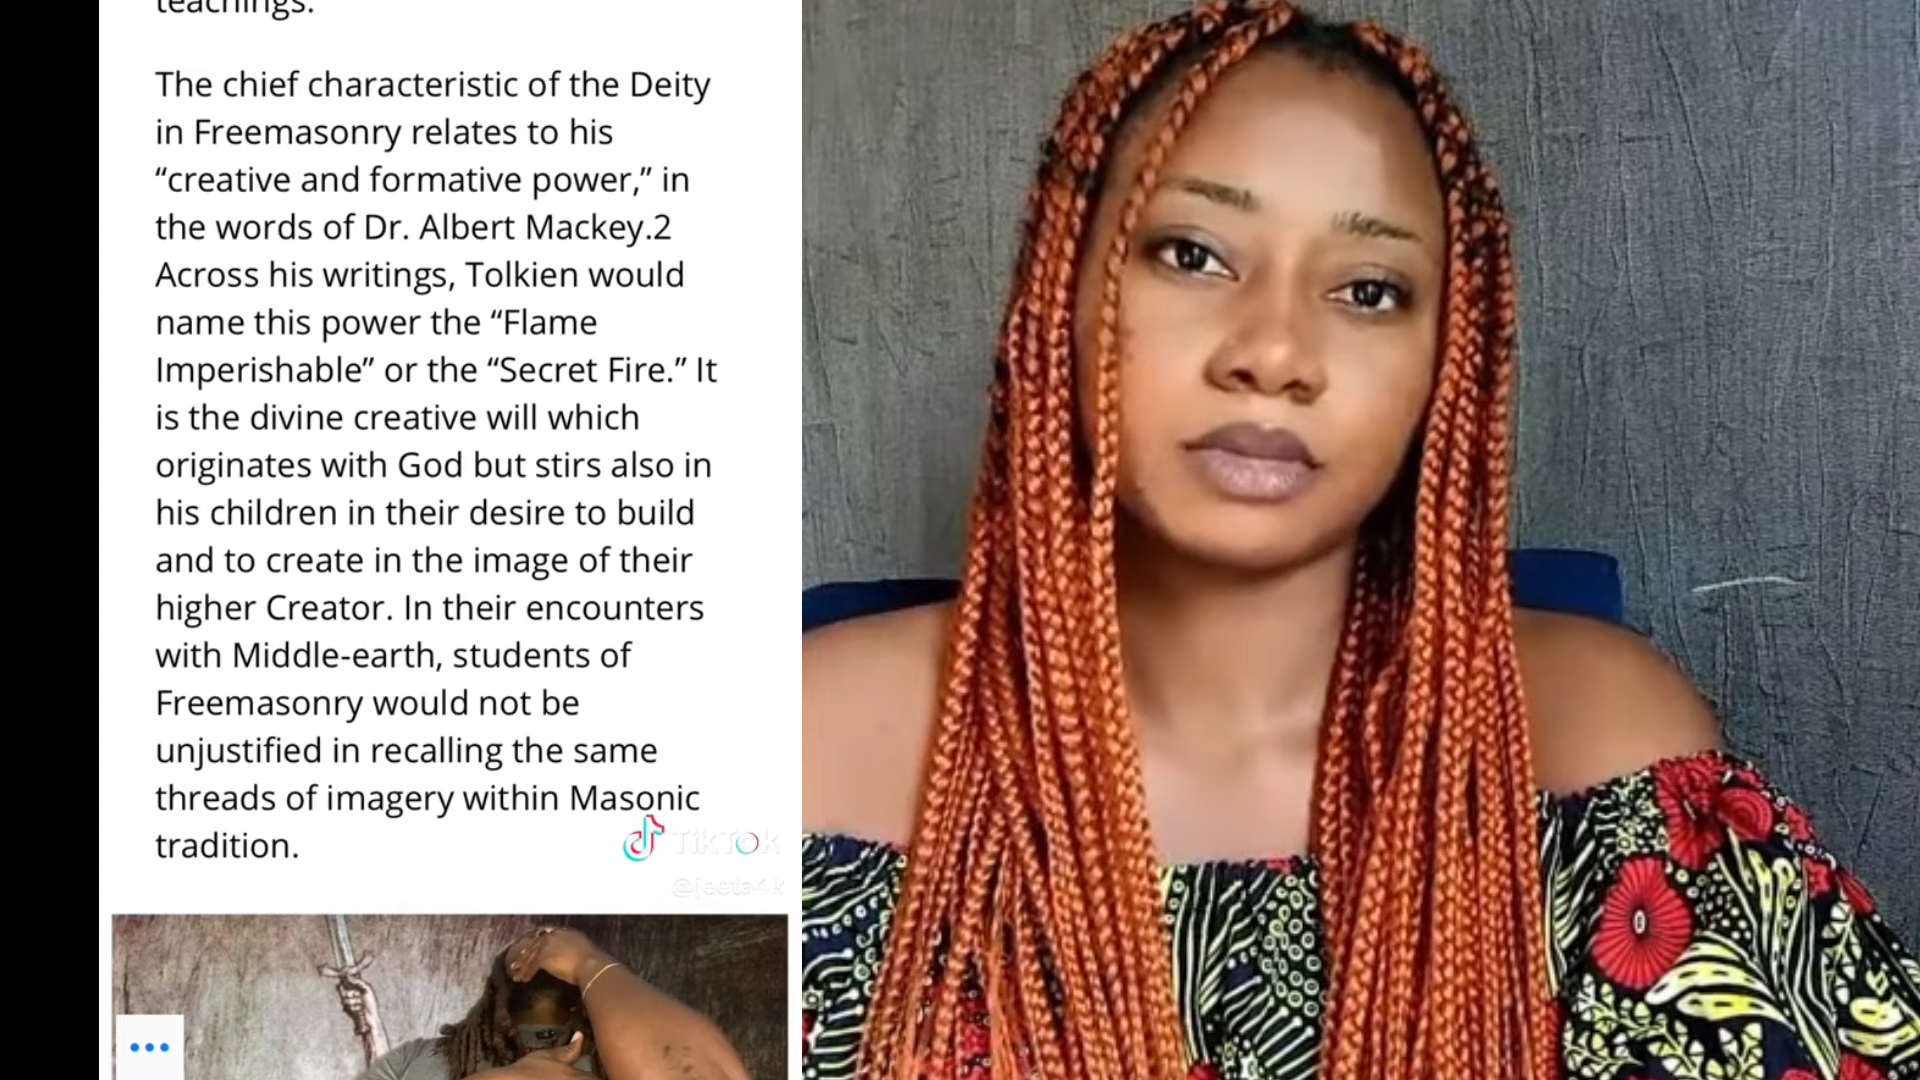 teachings.
The chief characteristic of the Deity
in Freemasonry relates to his
“creative and formative power,” in
the words of Dr. Albert Mackey.2
Across his writings, Tolkien would
name this power the “Flame
Imperishable” or the “Secret Fire.” It
is the divine creative will which
originates with God but stirs also in
his children in their desire to build
and to create in the image of their
higher Creator. In their encounters
with Middle-earth, students of
Freemasonry would not be
unjustified in recalling the same
threads of imagery within Masonic
tradition.
TikTok
@jeeta4k